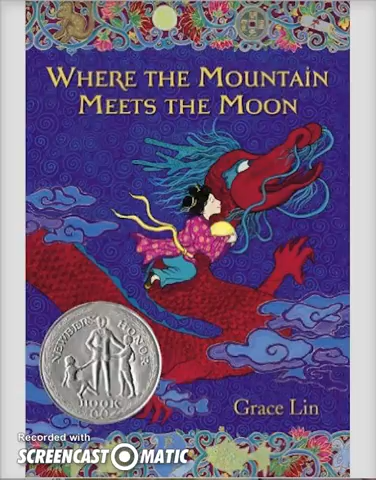 WHERE THE MOUNTAIN
MEETS THE MOON
NEWBERY HONOR
BOOK
Grace Lin
Recorded with
SCREENCAST MATIC